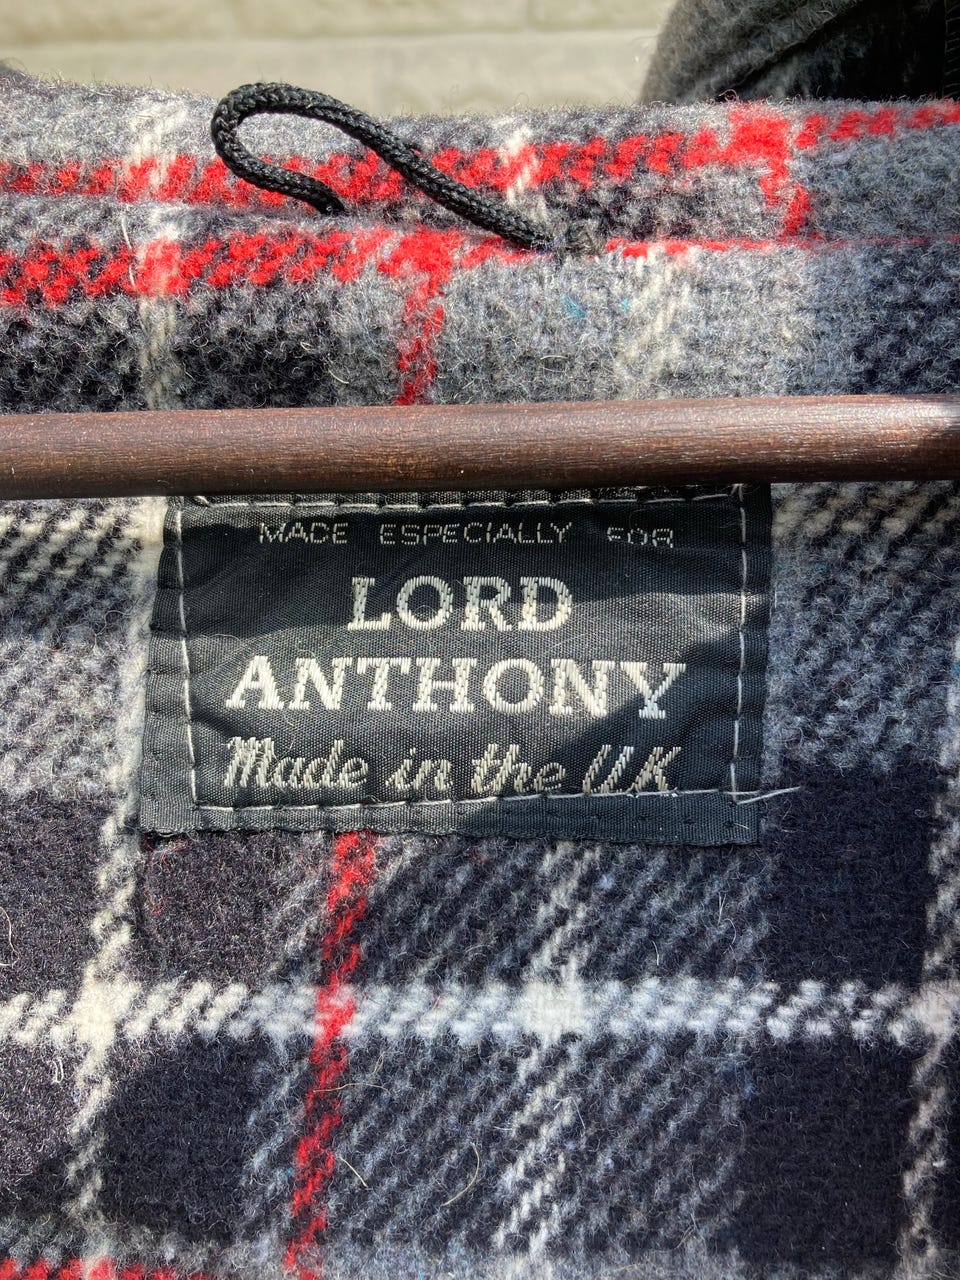 MADE ESPECIALLY FOR
LORD
ANTHONY
Made in the UK